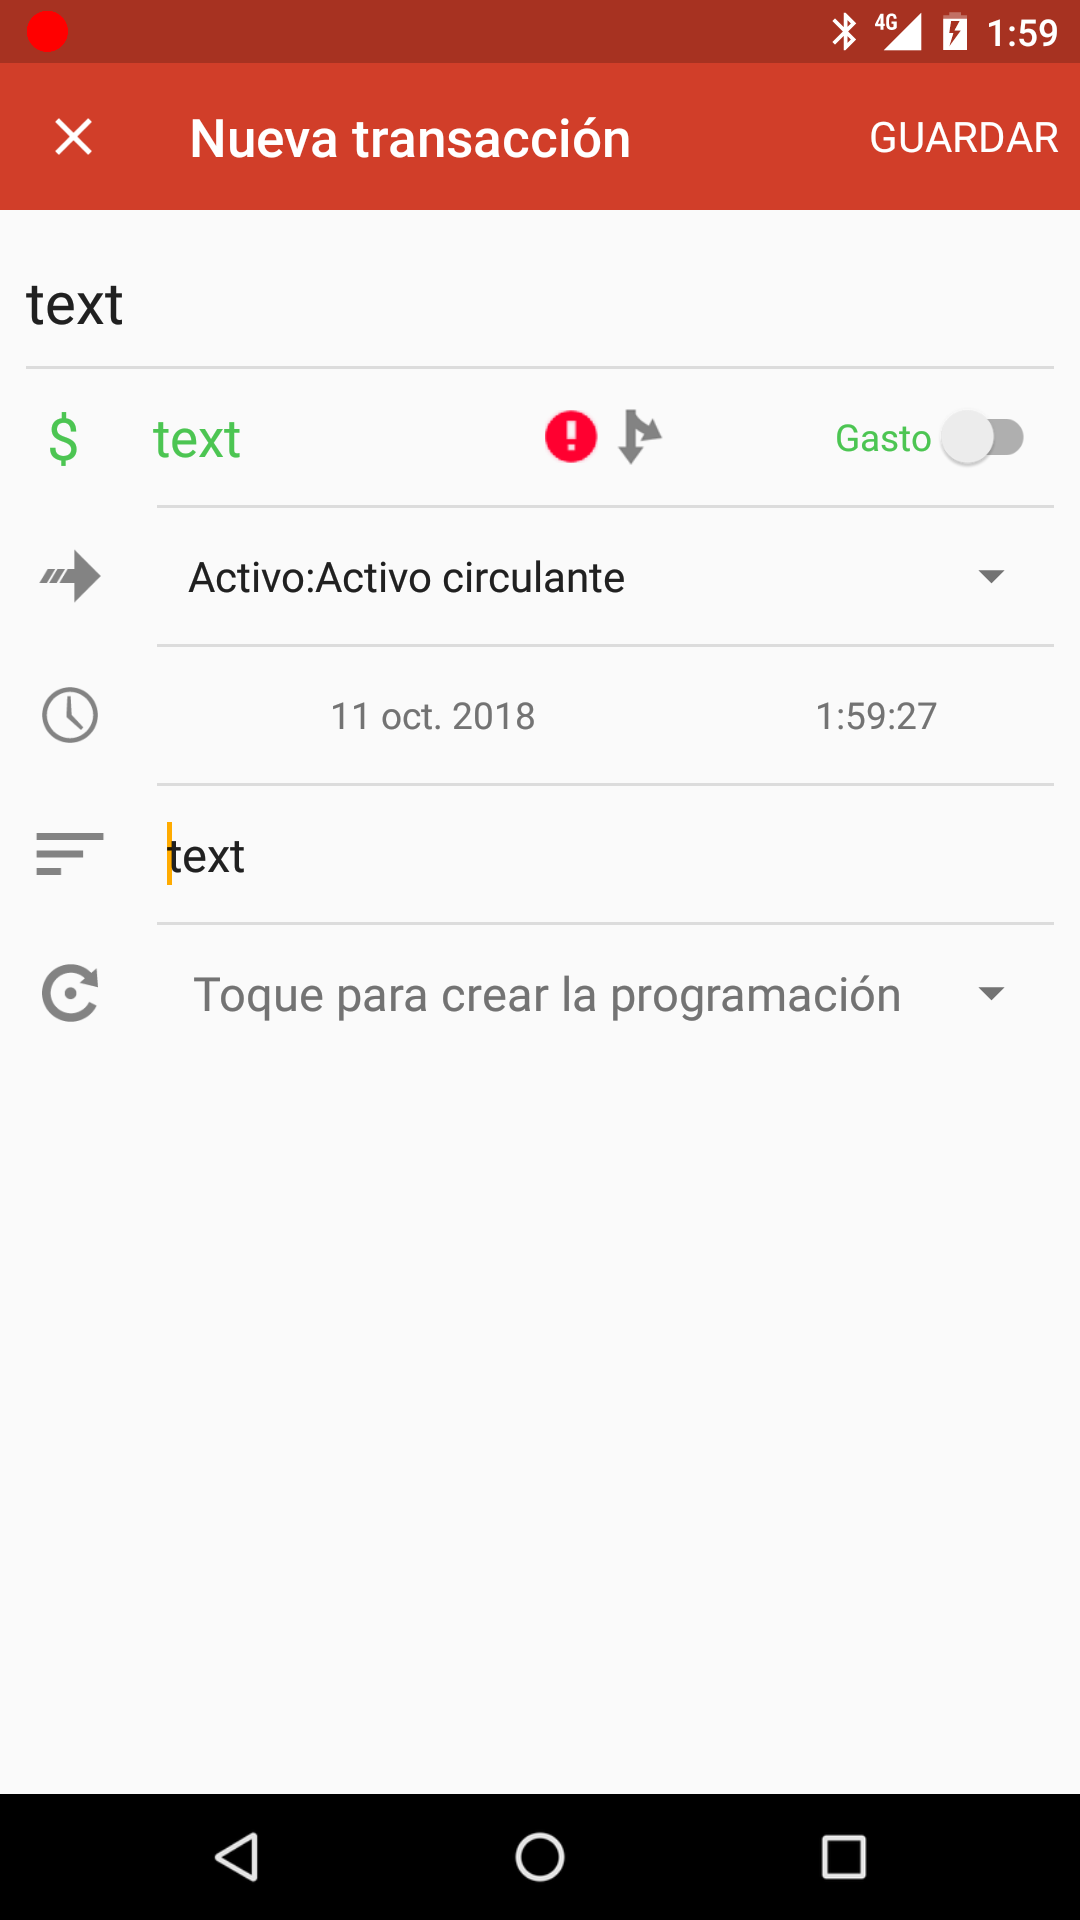 4G 1:59
Nueva transacción GUARDAR
text
$ text Gasto
Activo:Activo circulante
11 oct. 2018 1:59:27
text
Toque para crear la programación